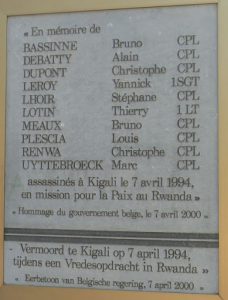 « En mémoire de
BASSINNE Bruno CPL
DEBATTY Alain CPL
DUPONT Christophe CPL
LEROY Yannick 1.SGT
LHOIR Stéphane CPL
LOTIN Thierry 1 LT
MEAUX Bruno CPL
PLESCIA Louis CPL
RENWA Christophe CPL
UYTTEBROECK Marc CPL
assassinés à Kigali le 7 avril 1994,
en mission pour la Paix au Rwanda »
« Hommage du gouvernement belge, le 7 avril 2000 »
- Vermoord te Kigali op 7 april 1994,
tijdens een Vredesopdracht in Rwanda »
« Eerbetoon van Belgische regering, 7 april 2000 »